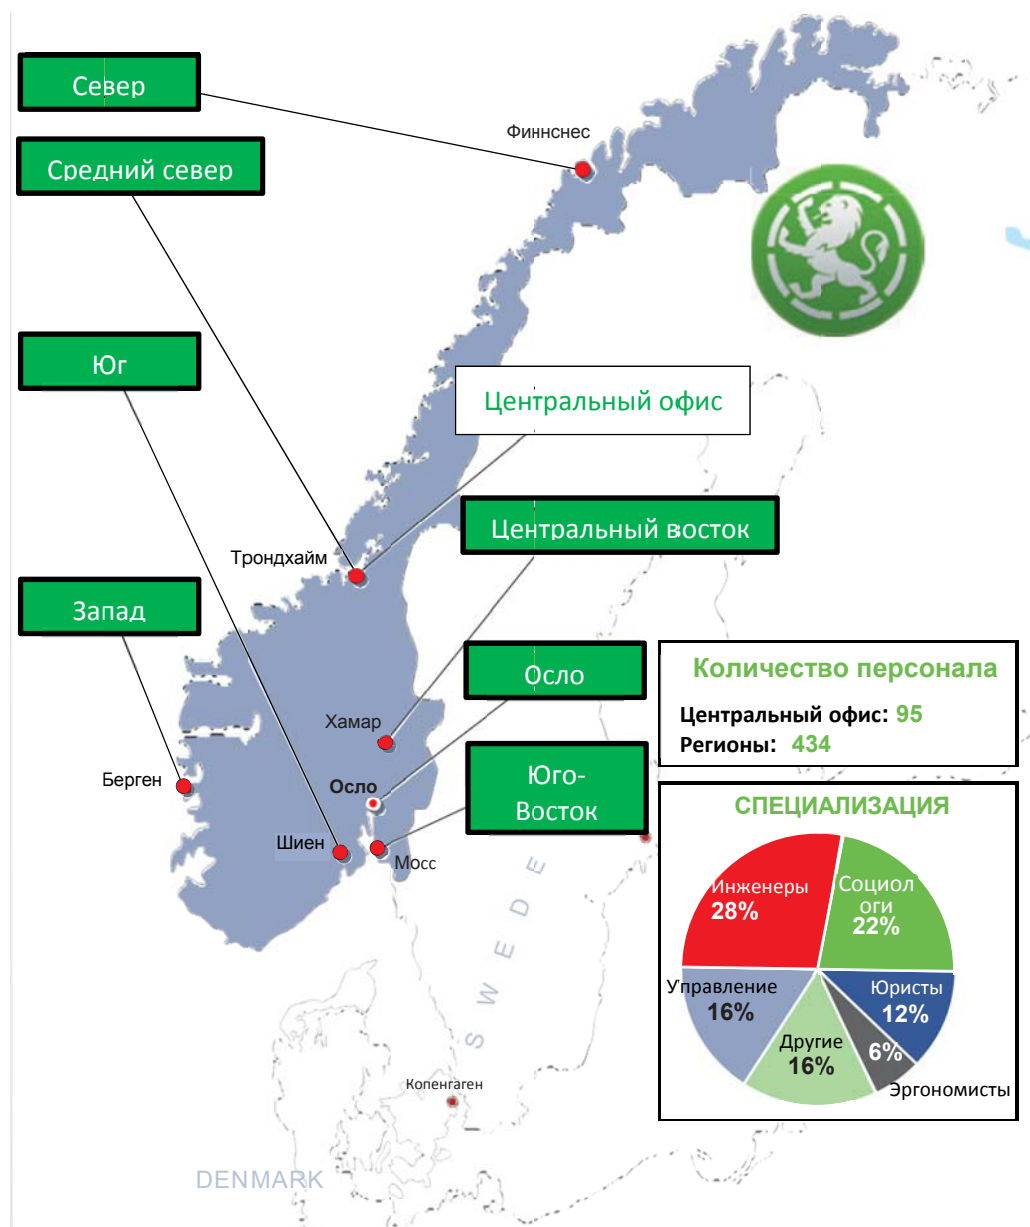 Север
Финнснес
Средний север
Юг
Центральный офис
Центральный восток
Трондхайм
Запад
Осло
Количество персонала
Центральный офис: 95
Регионы: 434
Хамар
Берген
Осло
Юго-
Восток
Шиен
Мосс
СПЕЦИАЛИЗАЦИЯ
Инженеры
28%
Социол
оги
22%
Управление
16%
Юристы
12%
Другие
16%
6%
Эргономисты
SWEDE
Копенгаген
DENMARK